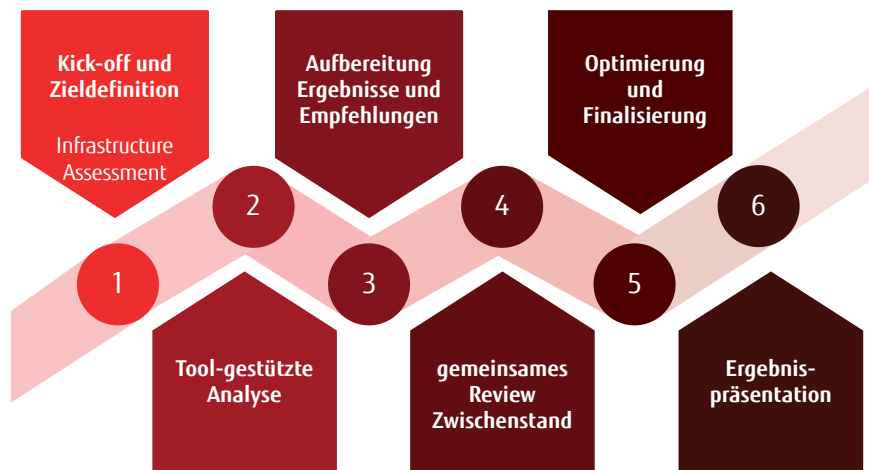 Kick-off und
Zieldefinition
Infrastructure
Assessment
1
Tool-gestützte
Analyse
2
Aufbereitung
Ergebnisse und
Empfehlungen
3
gemeinsames
Review
Zwischenstand
4
Optimierung
und
Finalisierung
5
Ergebnis-
präsentation
6